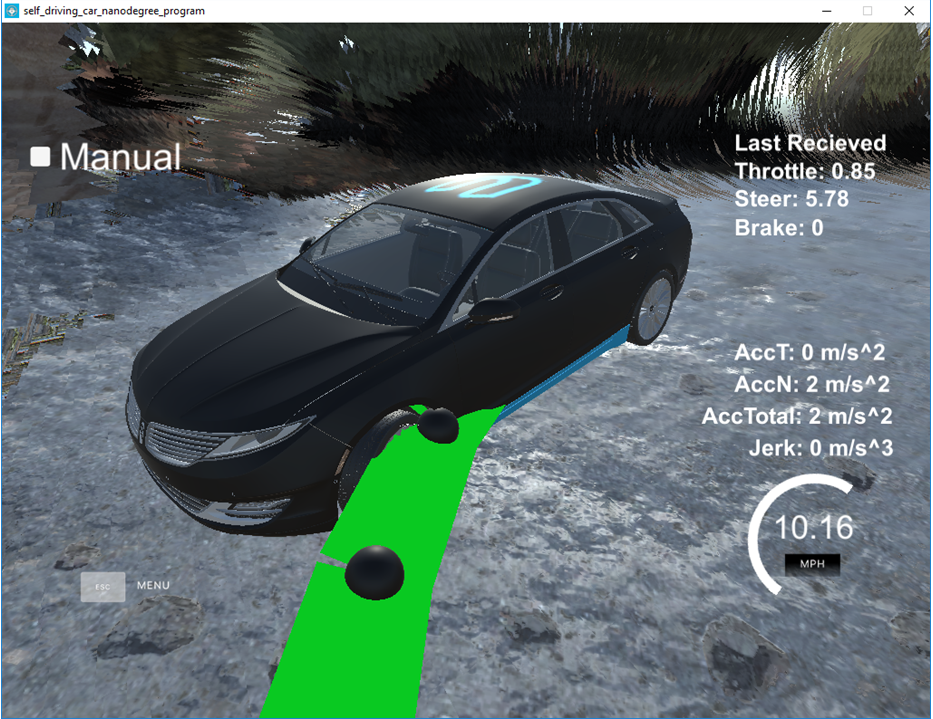 self_driving_car_nanodegree_program
Manual
Last Recieved
Throttle: 0.85
Steer: 5.78
Brake: 0
AccT: 0 m/s^2
AccN: 2 m/s^2
AccTotal: 2 m/s^2
Jerk: 0 m/s^3
10.16
MPH
ESC MENU